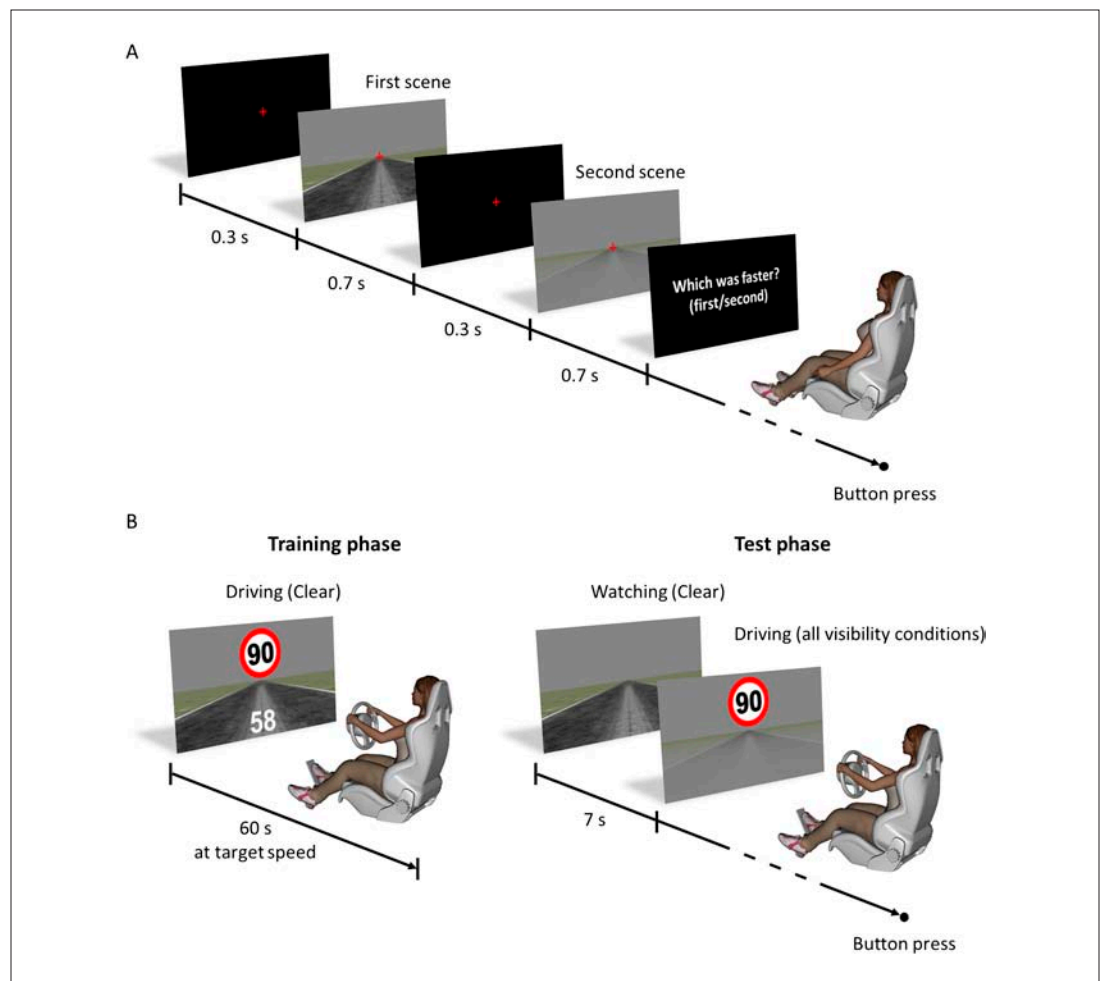 A
First scene
Second scene
0.3 s
0.7 s
0.3 s
0.7 s
Which was faster?
(first/second)
Button press
B
Training phase
Driving (Clear)
90
58
60 s
at target speed
Test phase
Watching (Clear)
Driving (all visibility conditions)
90
7 s
Button press